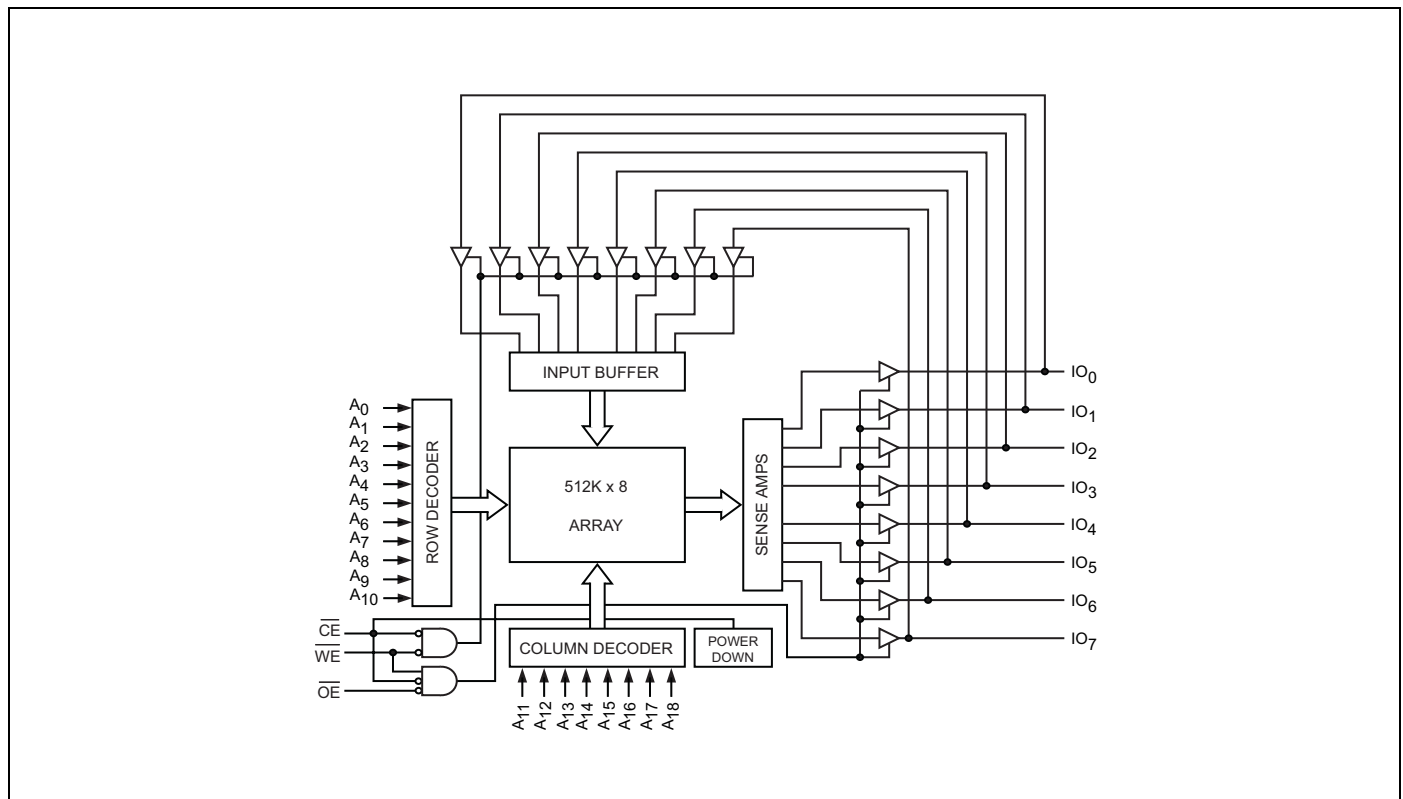 INPUT BUFFER
A0
A1
A2
A3
A4
A5
A6
A7
A8
A9
A10
ROW DECODER
512K x 8
ARRAY
SENSE AMPS
IO0
IO1
IO2
IO3
IO4
IO5
IO6
IO7
CE
WE
OE
COLUMN DECODER
POWER
DOWN
A11
A12
A13
A14
A15
A16
A17
A18